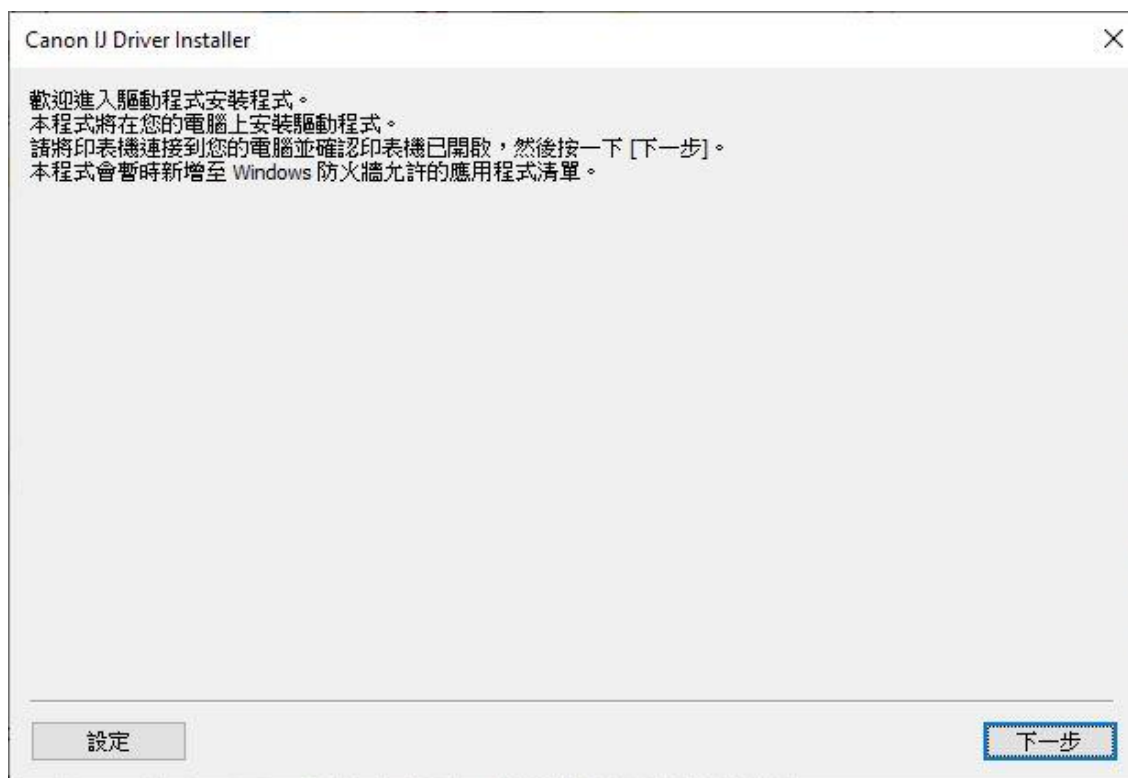 Canon IJ Driver Installer
歡迎進入驅動程式安裝程式。
本程式將在您的電腦上安裝驅動程式。
請將印表機連接到您的電腦並確認印表機已開啟，然後按一下 [下一步]。
本程式會暫時新增至 Windows 防火牆允許的應用程式清單。
設定
下一步